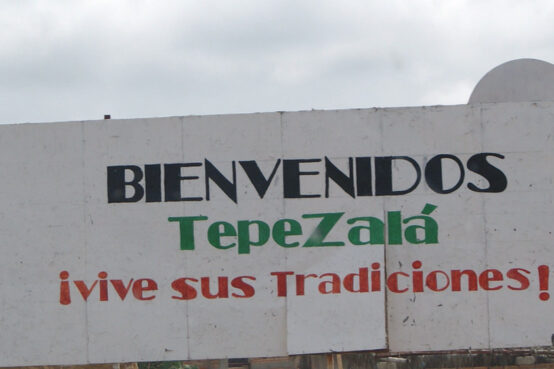 BIENVENIDOS
TepeZalá
¡vive sus Tradiciones!